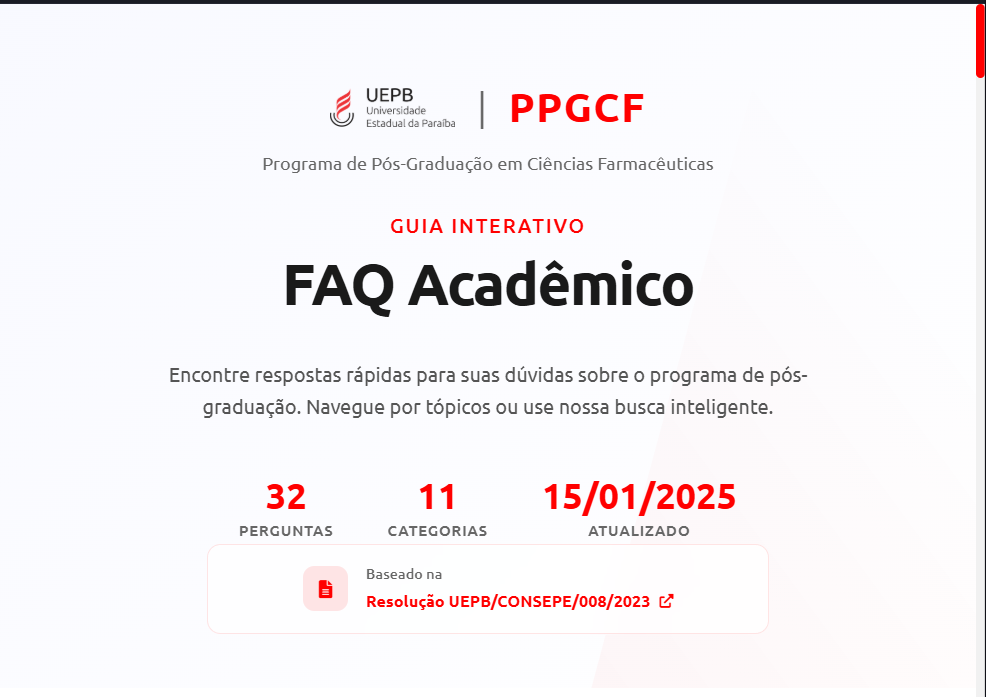 UEPB
Universidade
Estadual da Paraíba
PPGCF
Programa de Pós-Graduação em Ciências Farmacêuticas
GUIA INTERATIVO
FAQ Acadêmico
Encontre respostas rápidas para suas dúvidas sobre o programa de pós-
graduação. Navegue por tópicos ou use nossa busca inteligente.
32 11 15/01/2025
PERGUNTAS CATEGORIAS ATUALIZADO
Baseado na
Resolução UEPB/CONSEPE/008/2023